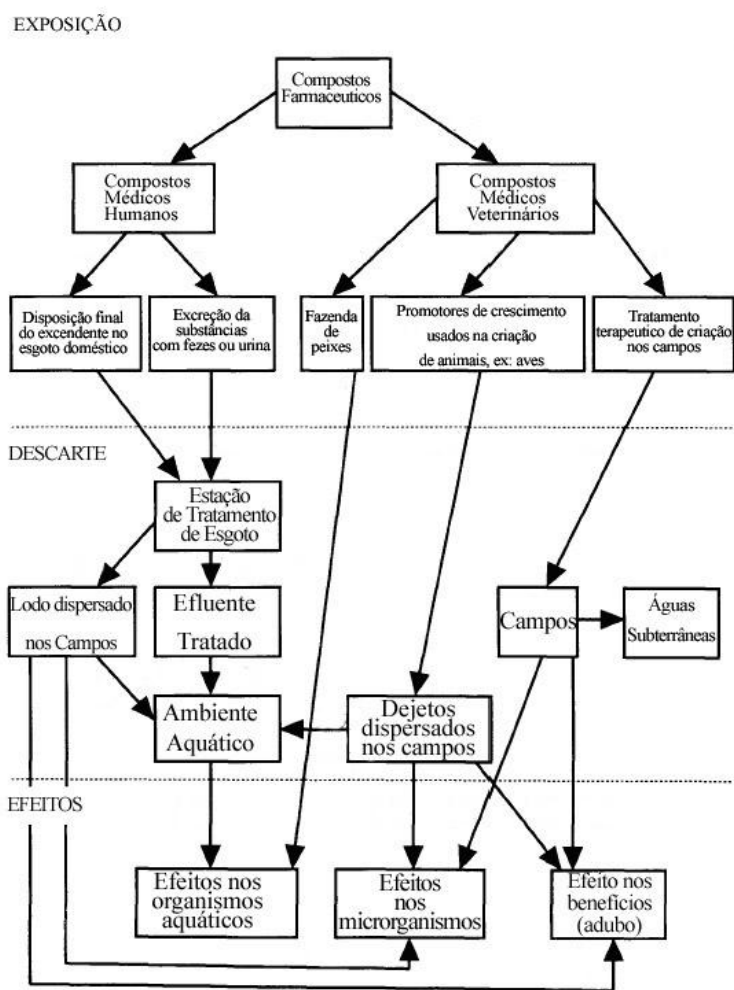 EXPOSIÇÃO
Compostos
Farmaceuticos
Compostos
Médicos
Humanos
Compostos
Médicos
Veterinários
Disposição final
do excendente no
esgoto doméstico
Excreção da
substâncias
com fezes ou urina
Fazenda
de
peixes
Promotores de crescimento
usados na criação
de animais, ex: aves
Tratamento
terapeutico de criação
nos campos
DESCARTE
Estação
de Tratamento
de Esgoto
Lodo dispersado
nos Campos
Efluente
Tratado
Campos
Águas
Subterrâneas
Ambiente
Aquático
Dejetos
dispersados
nos campos
EFEITOS
Efeitos nos
organismos
aquáticos
Efeitos
nos
microrganismos
Efeito nos
benefícios
(adubo)